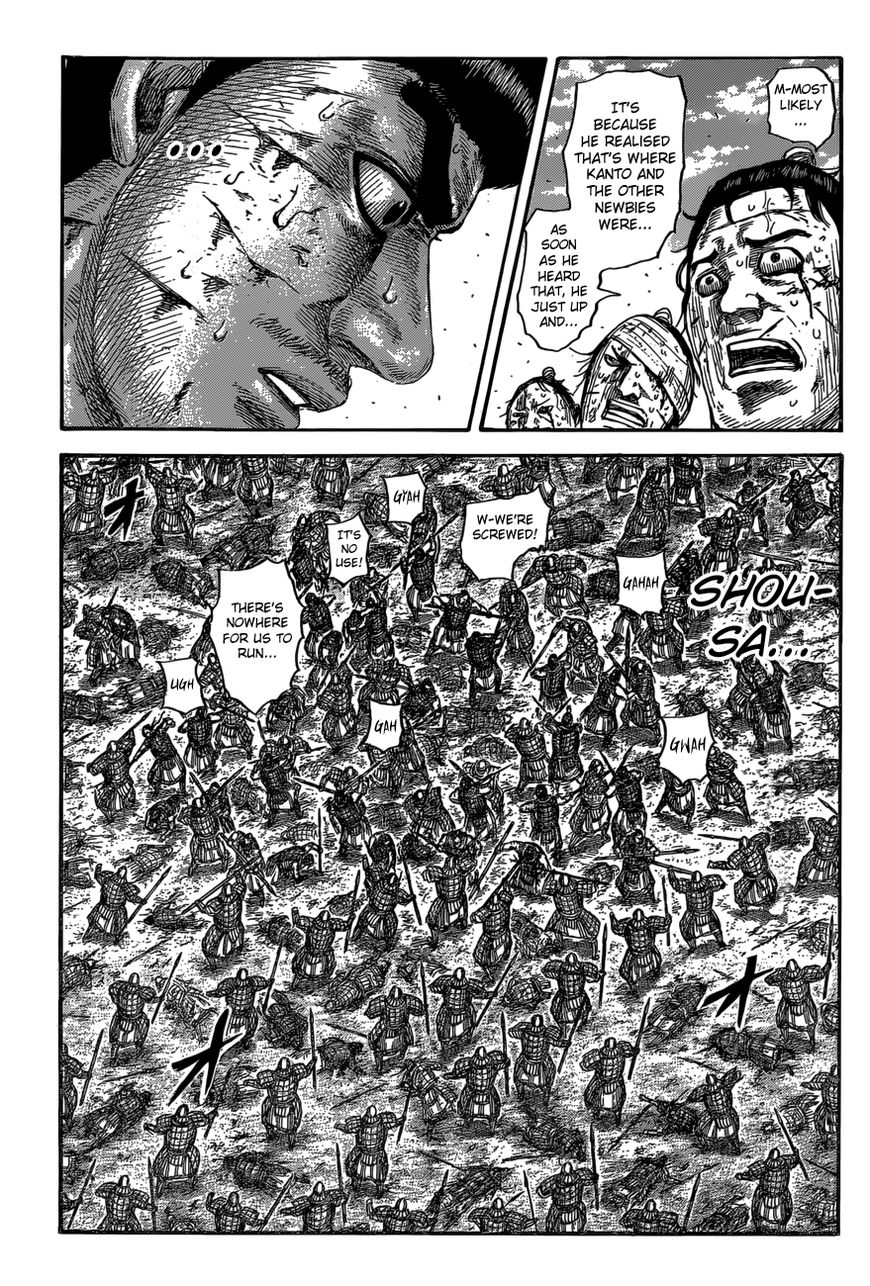 M-MOST
LIKELY
...
IT'S
BECAUSE
HE REALISED
THAT'S WHERE
KANTO AND
THE OTHER
NEWBIES
WERE...
AS
SOON
AS HE
HEARD
THAT, HE
JUST UP
AND...
...
SHOU-
SA...
W-WE'RE
SCREWED!
GYAH
IT'S
NO
USE!
GAHAH
THERE'S
NOWHERE
FOR US TO
RUN...
UGH
GAH
GWAH